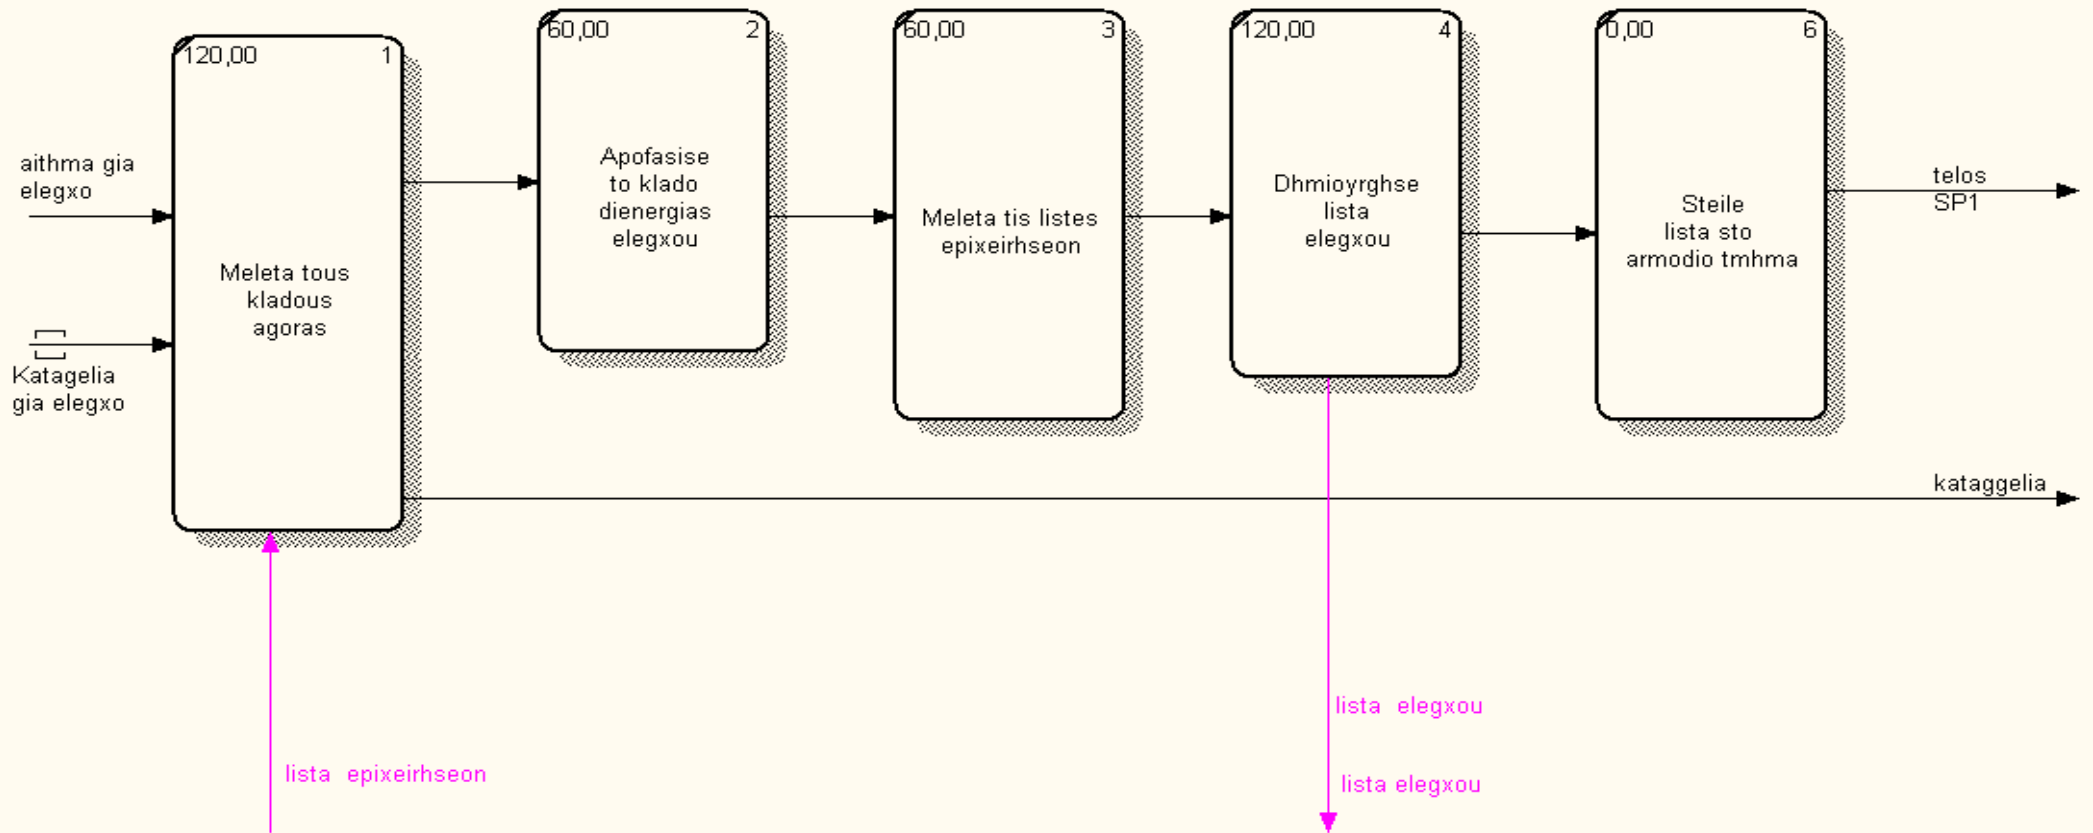 aithma gia
elegxo
Katagelia
gia elegxo
120,00 1
Meleta tous
kladous
agoras
60,00 2
Apofasise
to klado
dienergias
elegxou
60,00 3
Meleta tis listes
epixeirhseon
120,00 4
Dhmioyrghse
lista
elegxou
0,00 6
Steile
lista sto
armodio tmhma
telos
SP1
kataggelia
lista elegxou
lista epixeirhseon
lista elegxou